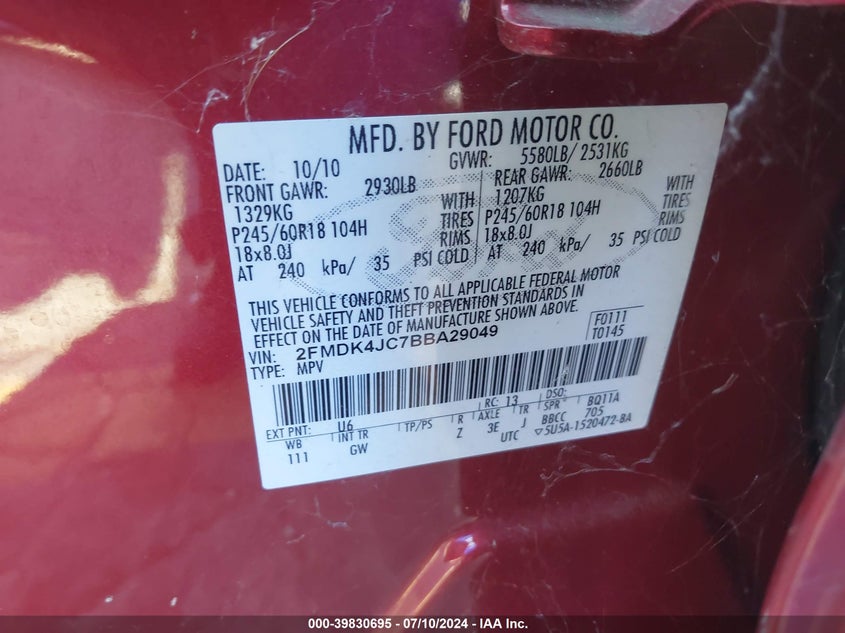 MFD. BY FORD MOTOR CO.
DATE: 10/10 GVWR: 5580LB/ 2531KG
FRONT GAWR: 2930LB REAR GAWR: 2660LB
1329KG WITH 1207KG WITH
P245/60R18 104H TIRES P245/60R18 104H TIRES
18x8.0J RIMS 18x8.0J RIMS
AT 240 kPa/ 35 PSI COLD AT 240 kPa/ 35 PSI COLD
THIS VEHICLE CONFORMS TO ALL APPLICABLE FEDERAL MOTOR
VEHICLE SAFETY AND THEFT PREVENTION STANDARDS IN
EFFECT ON THE DATE OF MANUFACTURE SHOWN ABOVE.
VIN: 2FMDK4JC7BBA29049 F0111
TYPE: MPV T0145
EXT PNT: U6 RC: 13 DSO:
WB INT TR TP/PS R AXLE TR SPR BQ11A
111 GW Z 3E J BBCC 705
UTC ▽5U5A-1520472-BA
000-39830695 - 07/10/2024 - IAA Inc.